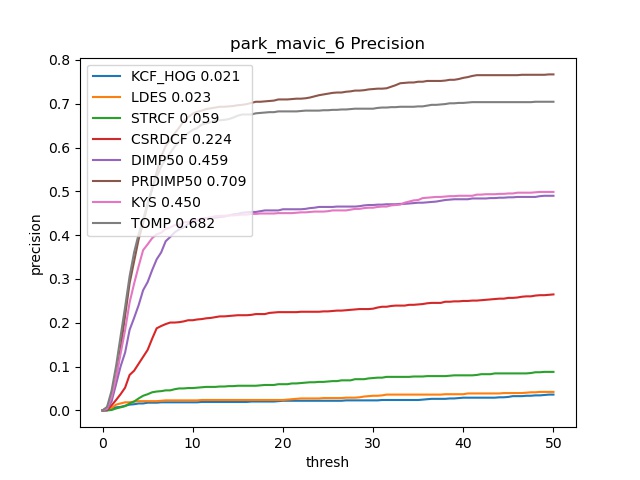 park_mavic_6 Precision
0.8
0.7
0.6
0.5
0.4
0.3
0.2
0.1
0.0
precision
KCF_HOG 0.021
LDES 0.023
STRCF 0.059
CSRDCF 0.224
DIMP50 0.459
PRDIMP50 0.709
KYS 0.450
TOMP 0.682
0 10 20 30 40 50
thresh